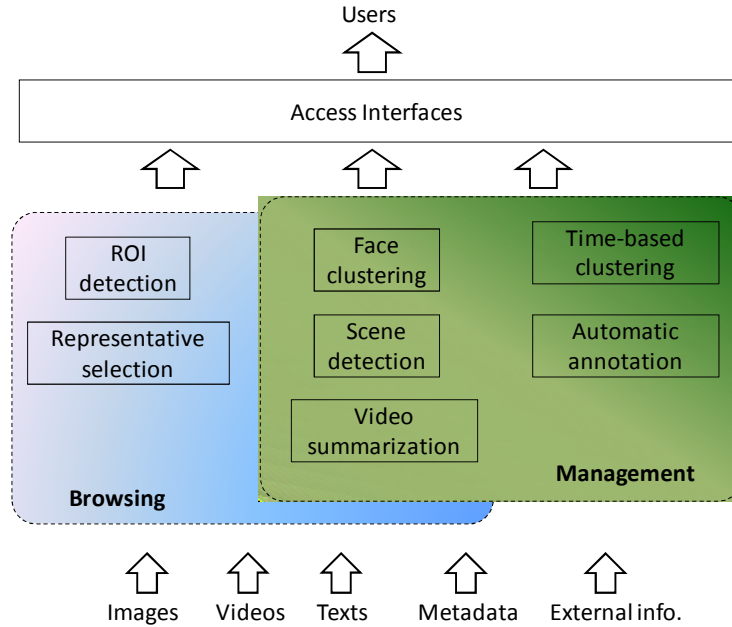 Users
Access Interfaces
ROI
detection
Representative
selection
Face
clustering
Scene
detection
Video
summarization
Time-based
clustering
Automatic
annotation
Browsing
Management
Images
Videos
Texts
Metadata
External info.